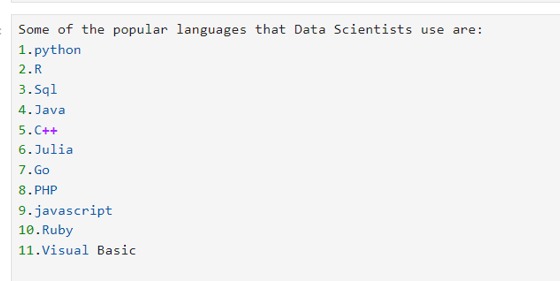 Some of the popular languages that Data Scientists use are:
1.python
2.R
3.Sql
4.Java
5.C++
6.Julia
7.Go
8.PHP
9.javascript
10.Ruby
11.Visual Basic